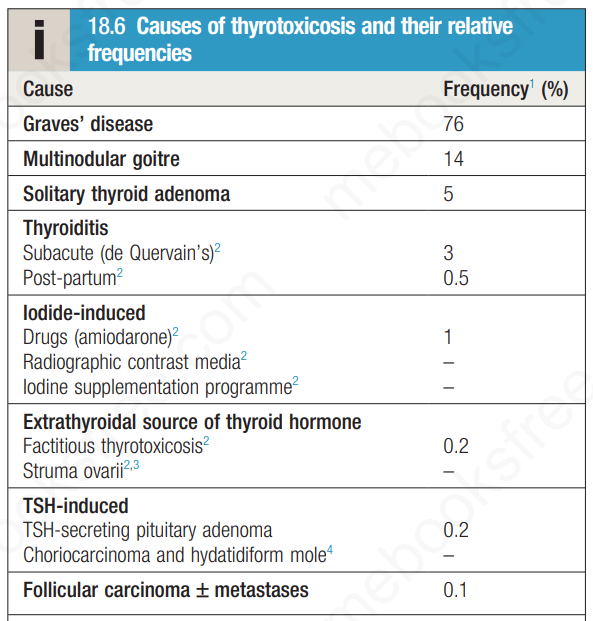 i
18.6 Causes of thyrotoxicosis and their relative
frequencies
Cause Frequency¹ (%)
Graves’ disease 76
Multinodular goitre 14
Solitary thyroid adenoma 5
Thyroiditis
Subacute (de Quervain’s)² 3
Post-partum² 0.5
Iodide-induced
Drugs (amiodarone)² 1
Radiographic contrast media² –
Iodine supplementation programme² –
Extrathyroidal source of thyroid hormone
Factitious thyrotoxicosis² 0.2
Struma ovarii²,³ –
TSH-induced
TSH-secreting pituitary adenoma 0.2
Choriocarcinoma and hydatidiform mole⁴ –
Follicular carcinoma ± metastases 0.1